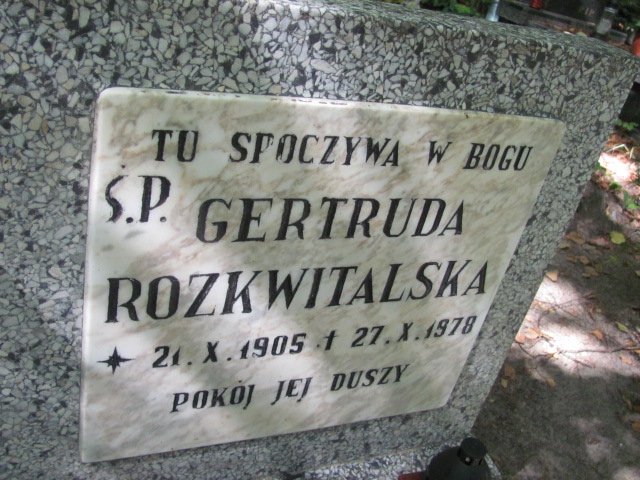 TU SPOCZYWA W BOGU
Ś.P. GERTRUDA
ROZKWITALSKA
21.X.1905 † 27.X.1978
POKÓJ JEJ DUSZY